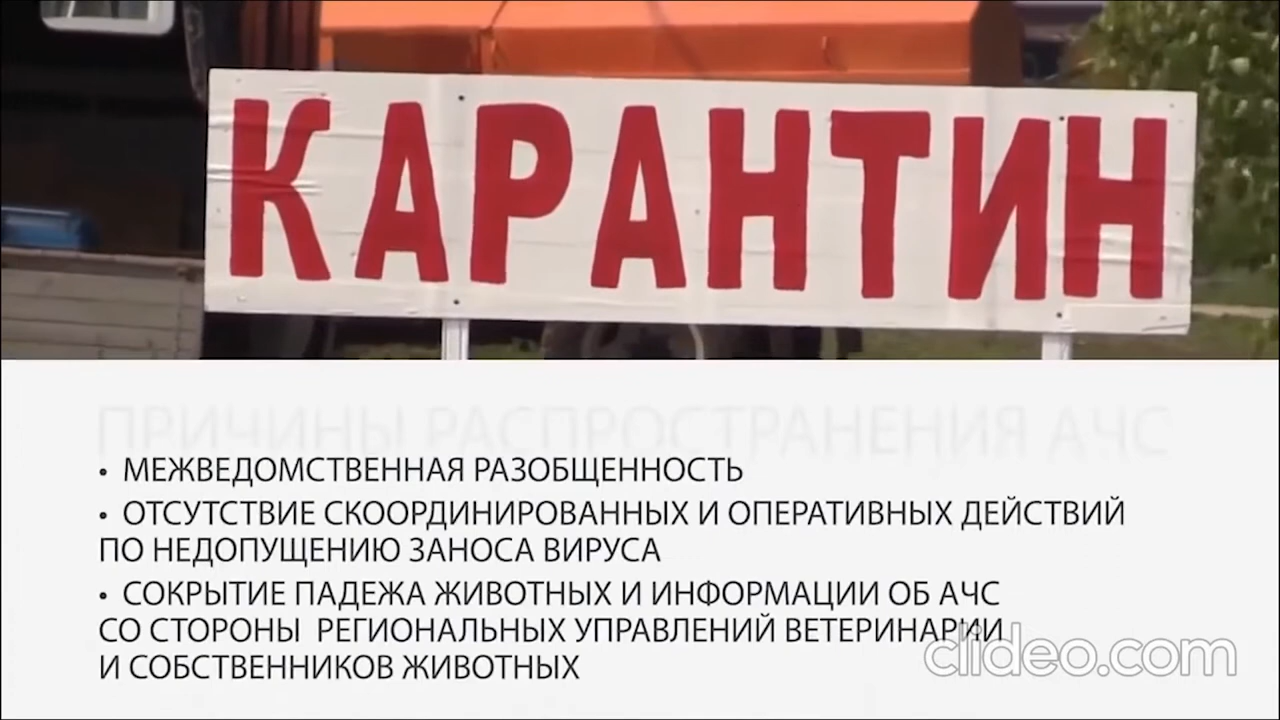 КАРАНТИН
ПРИЧИНЫ РАСПРОСТРАНЕНИЯ АЧС
• МЕЖВЕДОМСТВЕННАЯ РАЗОБЩЕННОСТЬ
• ОТСУТСТВИЕ СКООРДИНИРОВАННЫХ И ОПЕРАТИВНЫХ ДЕЙСТВИЙ
ПО НЕДОПУЩЕНИЮ ЗАНОСА ВИРУСА
• СОКРЫТИЕ ПАДЕЖА ЖИВОТНЫХ И ИНФОРМАЦИИ ОБ АЧС
СО СТОРОНЫ РЕГИОНАЛЬНЫХ УПРАВЛЕНИЙ ВЕТЕРИНАРИИ
И СОБСТВЕННИКОВ ЖИВОТНЫХ
clideo.com